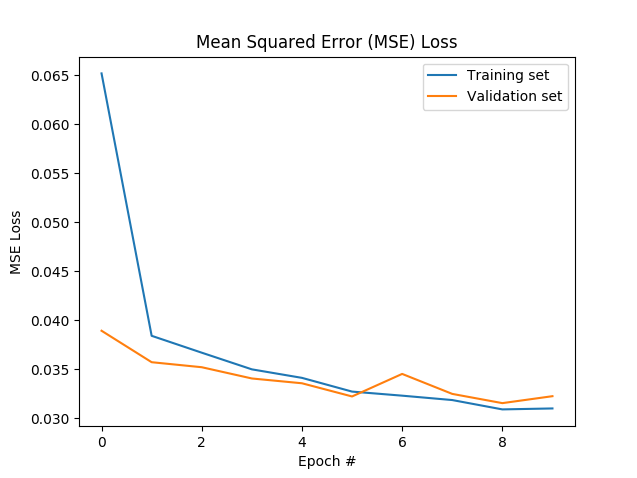 Mean Squared Error (MSE) Loss
Training set
Validation set
0.065
0.060
0.055
0.050
0.045
0.040
0.035
0.030
MSE Loss
0 2 4 6 8
Epoch #